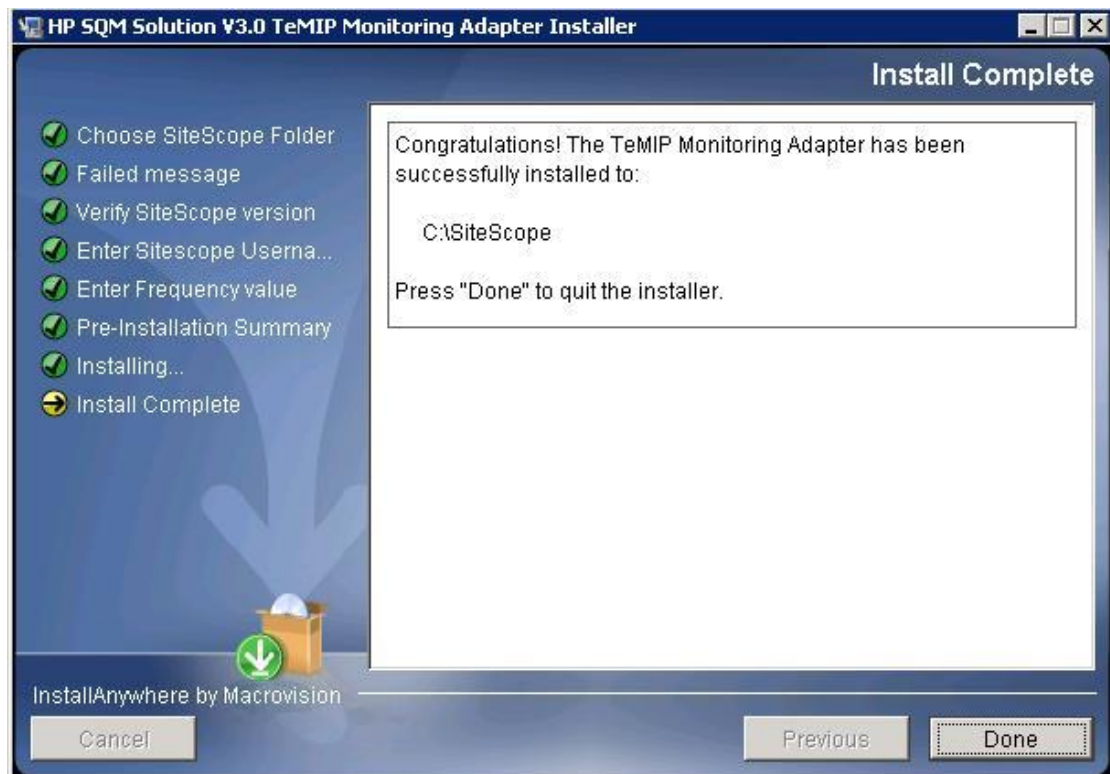 HP SQM Solution V3.0 TeMIP Monitoring Adapter Installer
Install Complete
Choose SiteScope Folder
Failed message
Verify SiteScope version
Enter Sitescope Userna...
Enter Frequency value
Pre-Installation Summary
Installing...
Install Complete
Congratulations! The TeMIP Monitoring Adapter has been
successfully installed to:
C:\SiteScope
Press "Done" to quit the installer.
InstallAnywhere by Macrovision
Cancel
Previous
Done